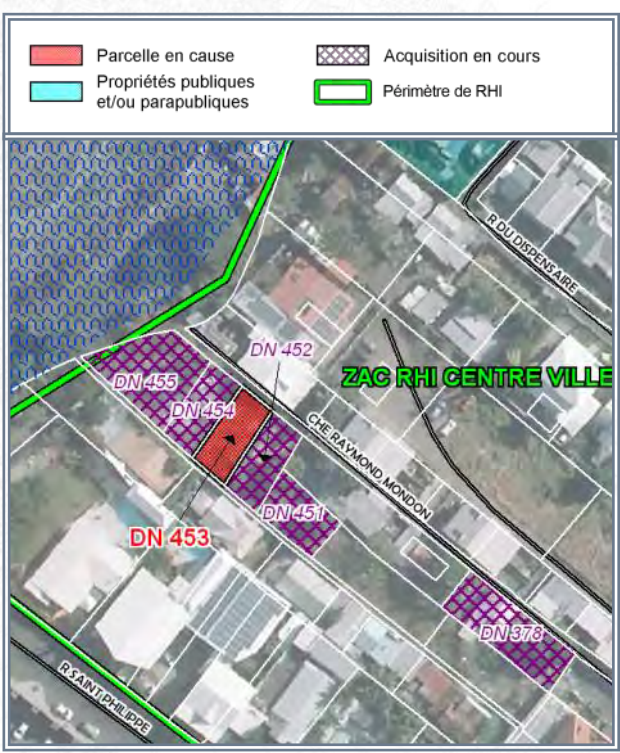 Parcelle en cause
Acquisition en cours
Propriétés publiques
et/ou parapubliques
Périmètre de RHI
R DU DISPENSAIRE
DN 452
ZAC RHI CENTRE VILLE
DN 455
DN 454
CHE RAYMOND MONDON
DN 451
DN 453
DN 378
R SAINT PHILIPPE